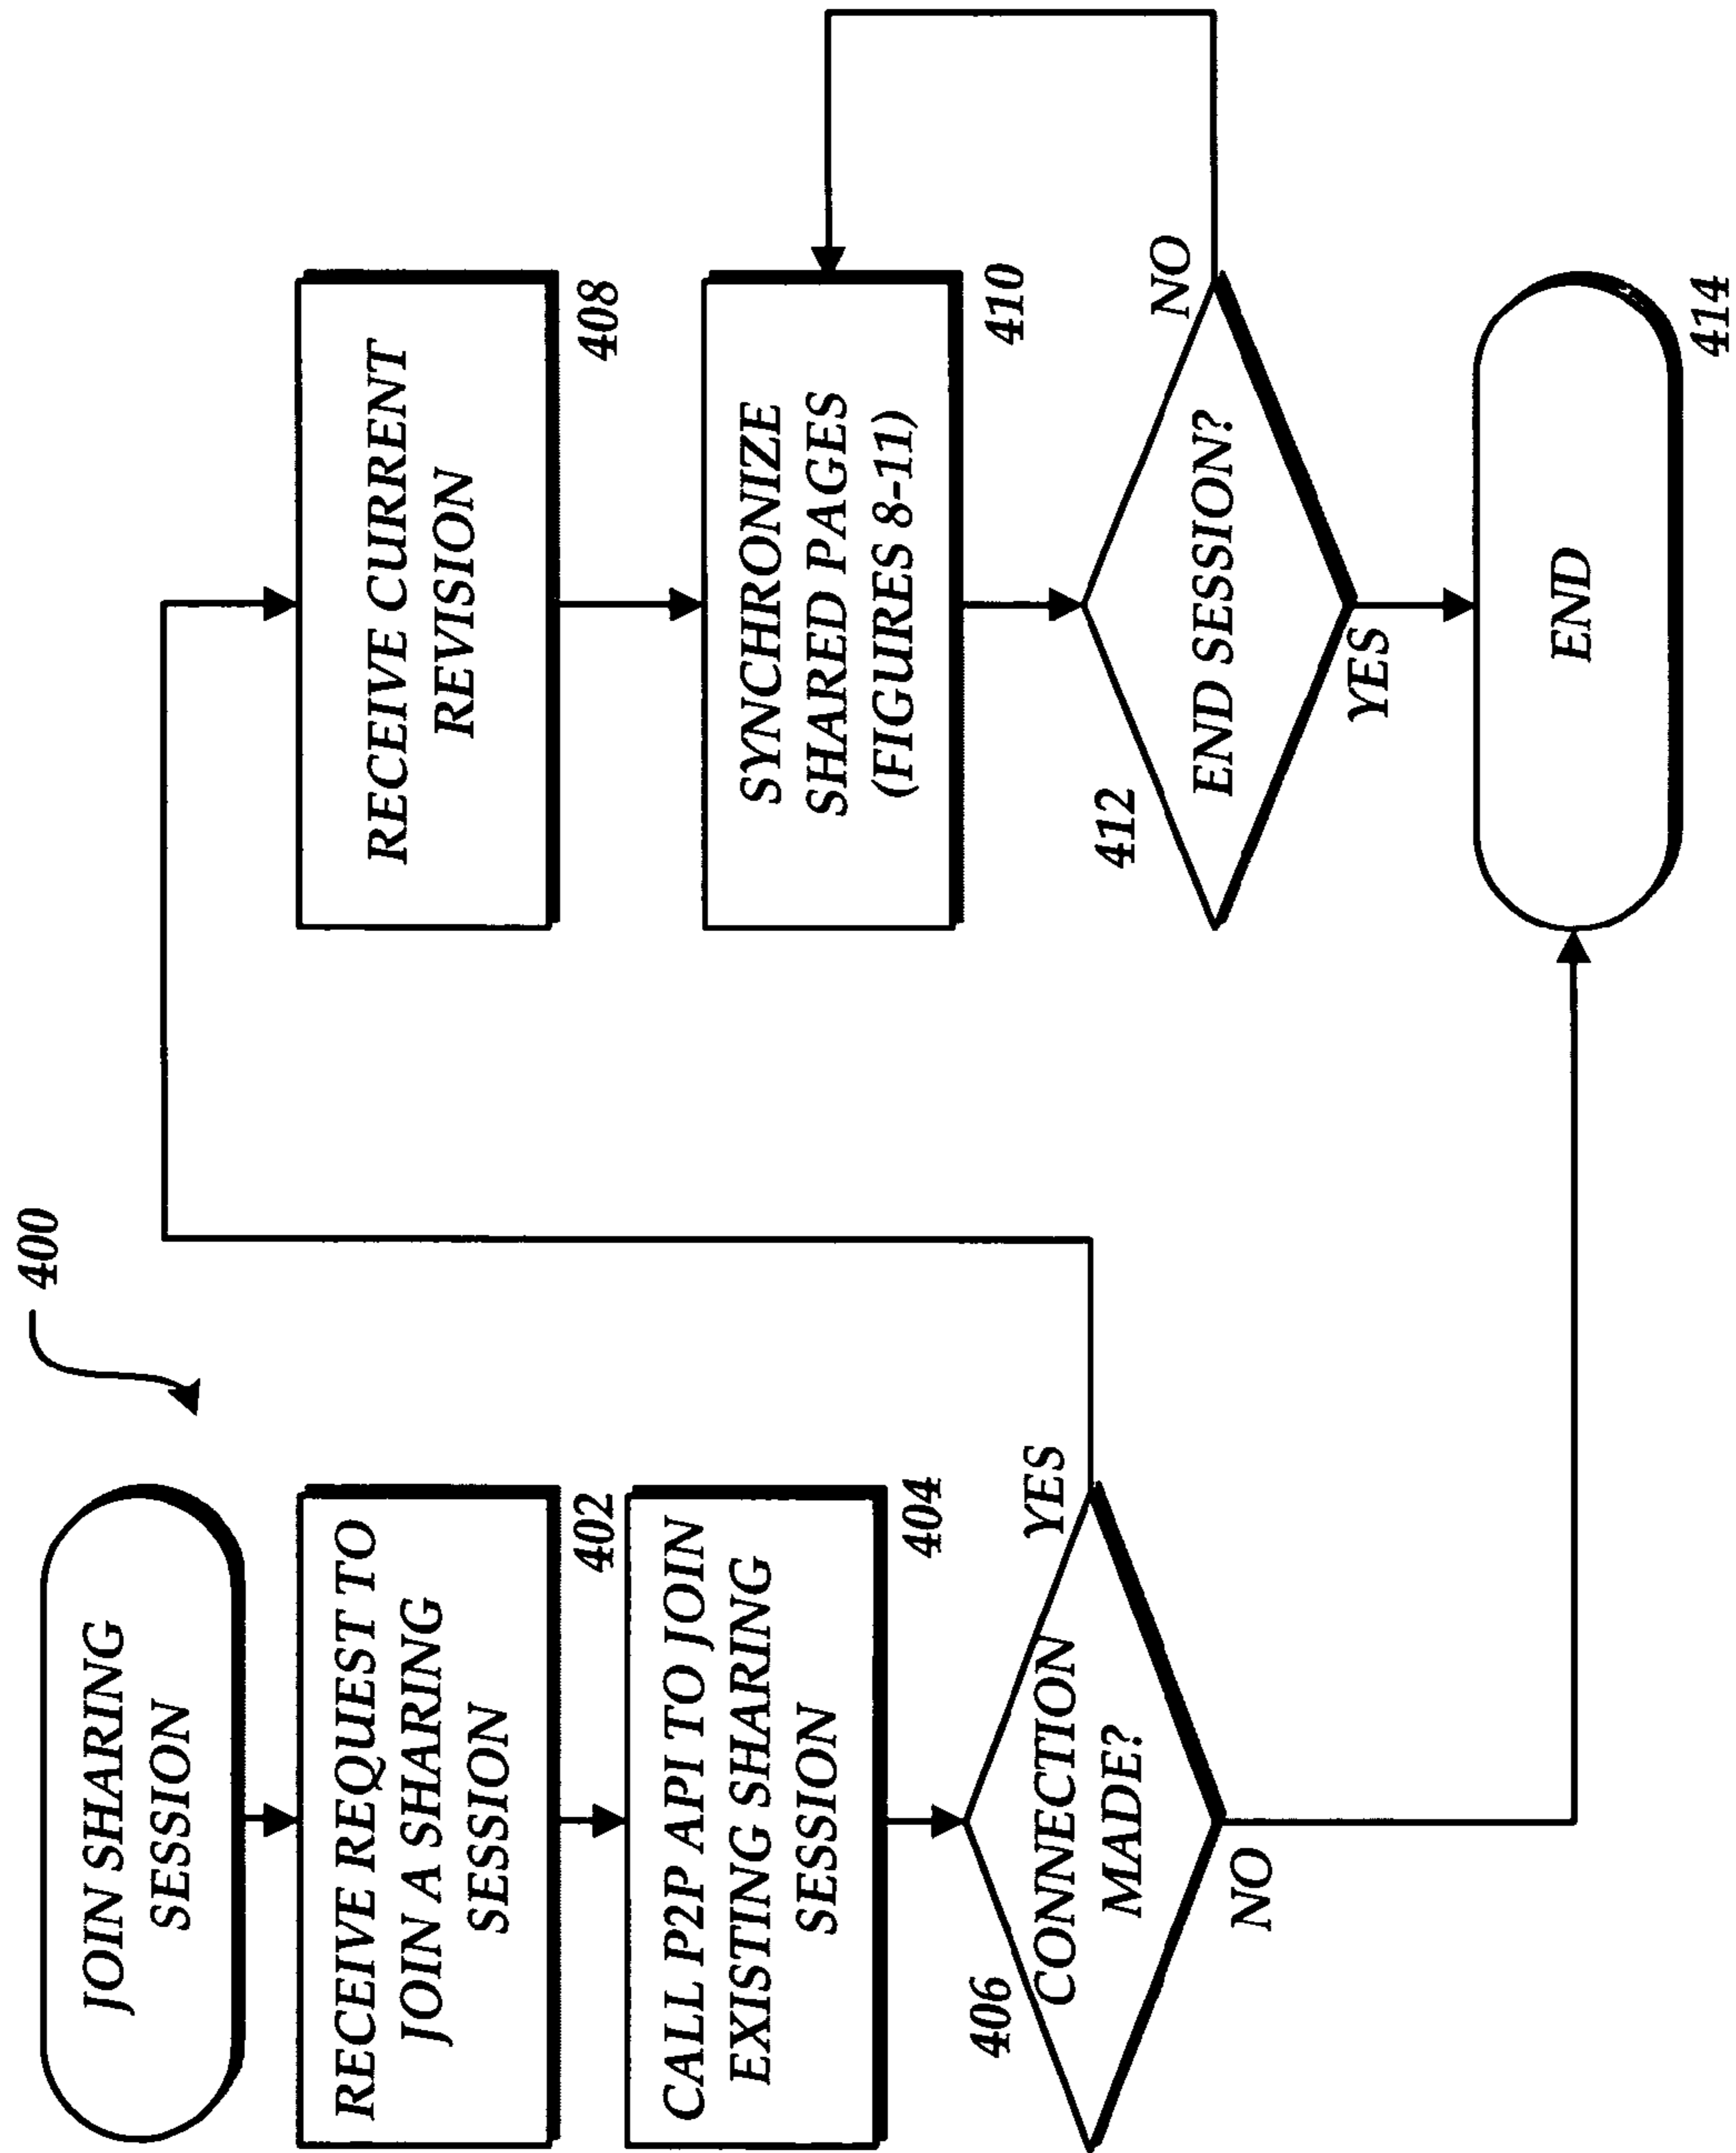 400
JOIN SHARING
SESSION
RECEIVE REQUEST TO
JOIN A SHARING
SESSION
402
CALL P2P API TO JOIN
EXISTING SHARING
SESSION
404
406
CONNECTION
MADE?
YES
NO
RECEIVE CURRENT
REVISION
408
SYNCHRONIZE
SHARED PAGES
(FIGURES 8-11)
410
412
END SESSION?
NO
YES
END
414